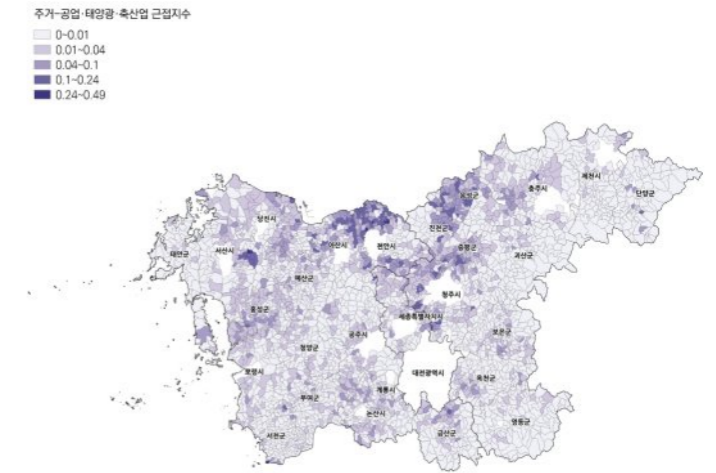 주거-공업·태양광·축산업 근접지수
0~0.01
0.01~0.04
0.04~0.1
0.1~0.24
0.24~0.49
음성군
충주시
제천시
단양군
당진시
진천군
태안군
서산시
아산시
천안시
증평군
괴산군
예산군
청주시
홍성군
세종특별자치시
공주시
보은군
청양군
보령시
대전광역시
옥천군
부여군
계룡시
논산시
영동군
서천군
금산군